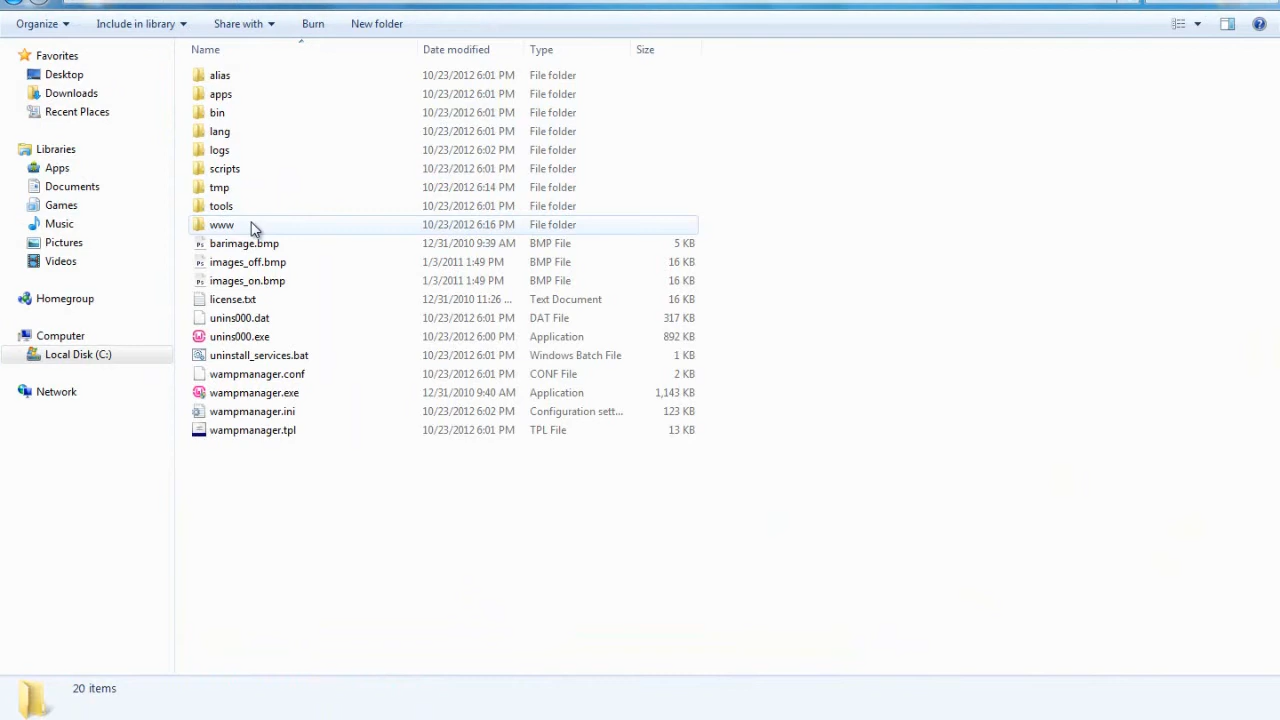 Organize Include in library Share with Burn New folder
Name Date modified Type Size
Favorites
Desktop
Downloads
Recent Places
Libraries
Apps
Documents
Games
Music
Pictures
Videos
Homegroup
Computer
Local Disk (C:)
Network
alias 10/23/2012 6:01 PM File folder
apps 10/23/2012 6:01 PM File folder
bin 10/23/2012 6:01 PM File folder
lang 10/23/2012 6:01 PM File folder
logs 10/23/2012 6:02 PM File folder
scripts 10/23/2012 6:01 PM File folder
tmp 10/23/2012 6:14 PM File folder
tools 10/23/2012 6:01 PM File folder
www 10/23/2012 6:16 PM File folder
barimage.bmp 12/31/2010 9:39 AM BMP File 5 KB
images_off.bmp 1/3/2011 1:49 PM BMP File 16 KB
images_on.bmp 1/3/2011 1:49 PM BMP File 16 KB
license.txt 12/31/2010 11:26 ... Text Document 16 KB
unins000.dat 10/23/2012 6:01 PM DAT File 317 KB
unins000.exe 10/23/2012 6:00 PM Application 892 KB
uninstall_services.bat 10/23/2012 6:01 PM Windows Batch File 1 KB
wampmanager.conf 10/23/2012 6:01 PM CONF File 2 KB
wampmanager.exe 12/31/2010 9:40 AM Application 1,143 KB
wampmanager.ini 10/23/2012 6:02 PM Configuration sett... 123 KB
wampmanager.tpl 10/23/2012 6:01 PM TPL File 13 KB
20 items